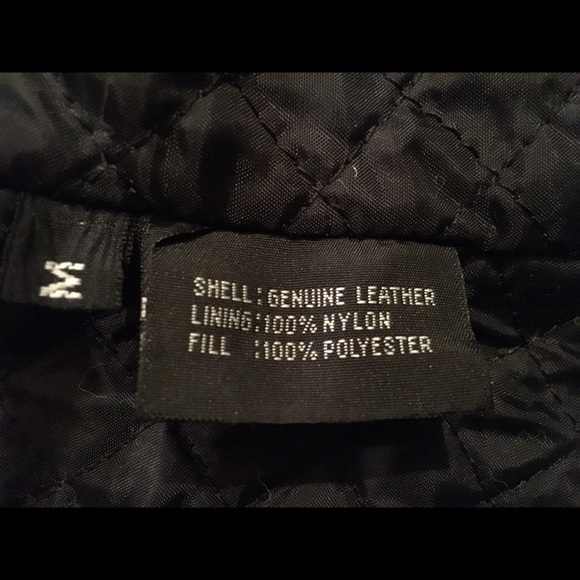 M
SHELL: GENUINE LEATHER
LINING: 100% NYLON
FILL : 100% POLYESTER